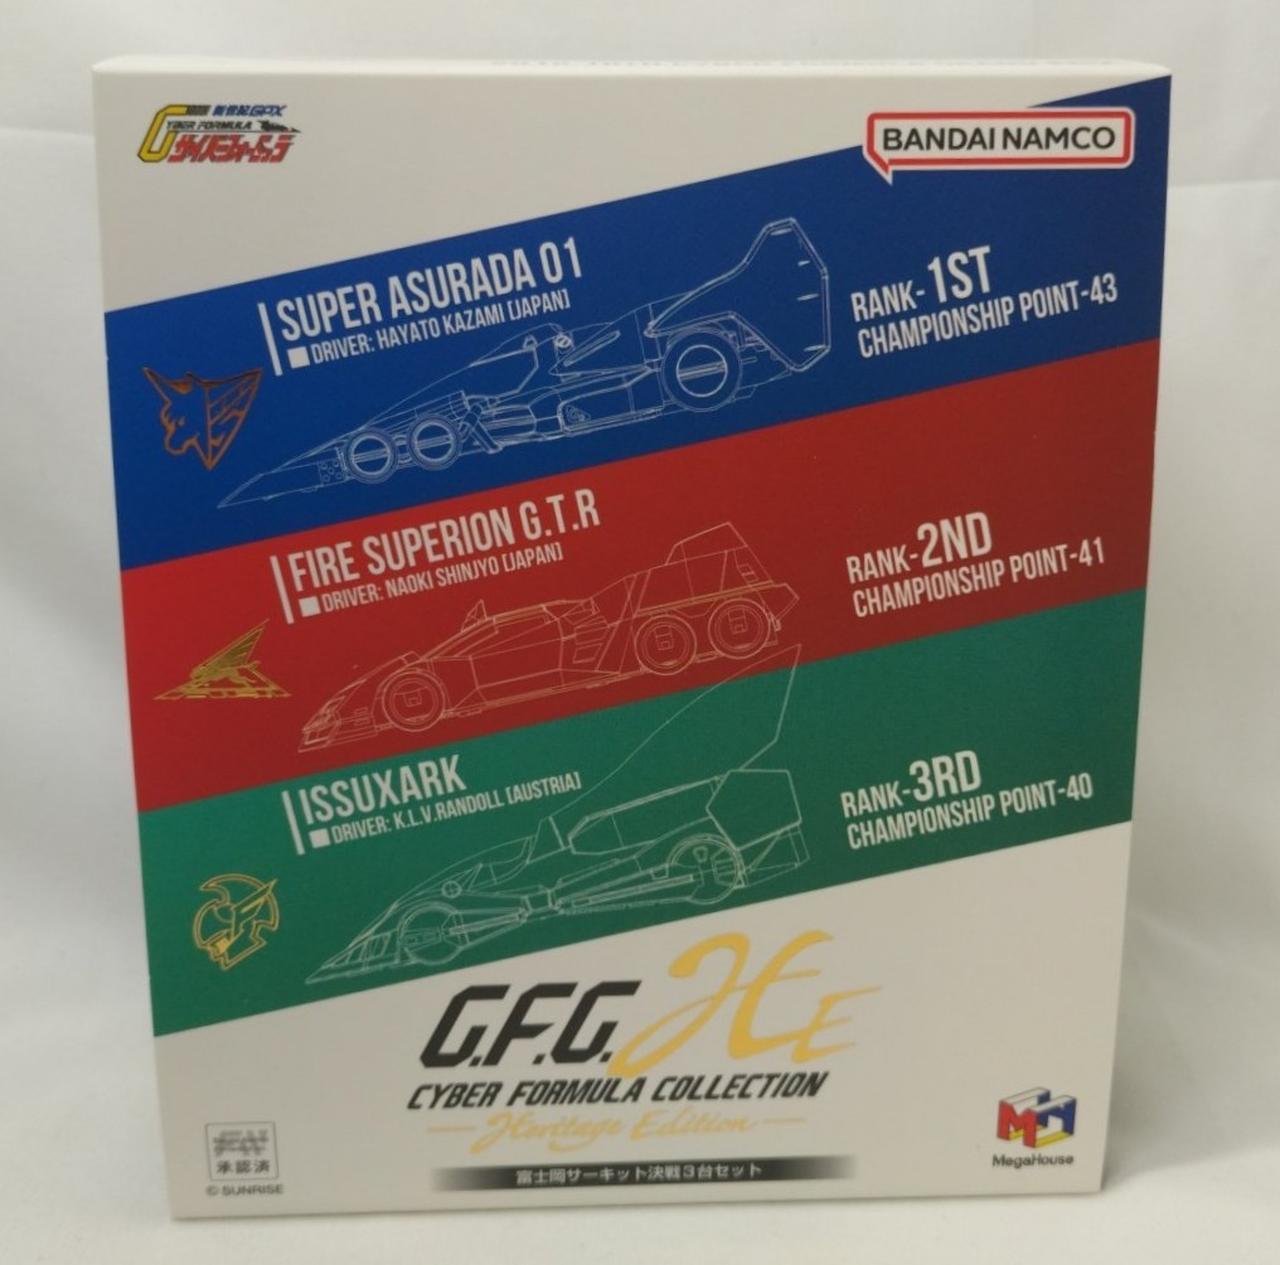 新世紀GPX
CYBER FORMULA
サイバーフォーミュラ
BANDAI NAMCO
SUPER ASURADA 01
DRIVER: HAYATO KAZAMI [JAPAN]
RANK- 1ST
CHAMPIONSHIP POINT-43
FIRE SUPERION G.T.R
DRIVER: NAOKI SHINJYO [JAPAN]
RANK-2ND
CHAMPIONSHIP POINT-41
ISSUXARK
DRIVER: K.L.V.RANDOLL [AUSTRIA]
RANK-3RD
CHAMPIONSHIP POINT-40
G.F.C. HE
CYBER FORMULA COLLECTION
Heritage Edition
富士岡サーキット決戦3台セット
承認済
© SUNRISE
MegaHouse